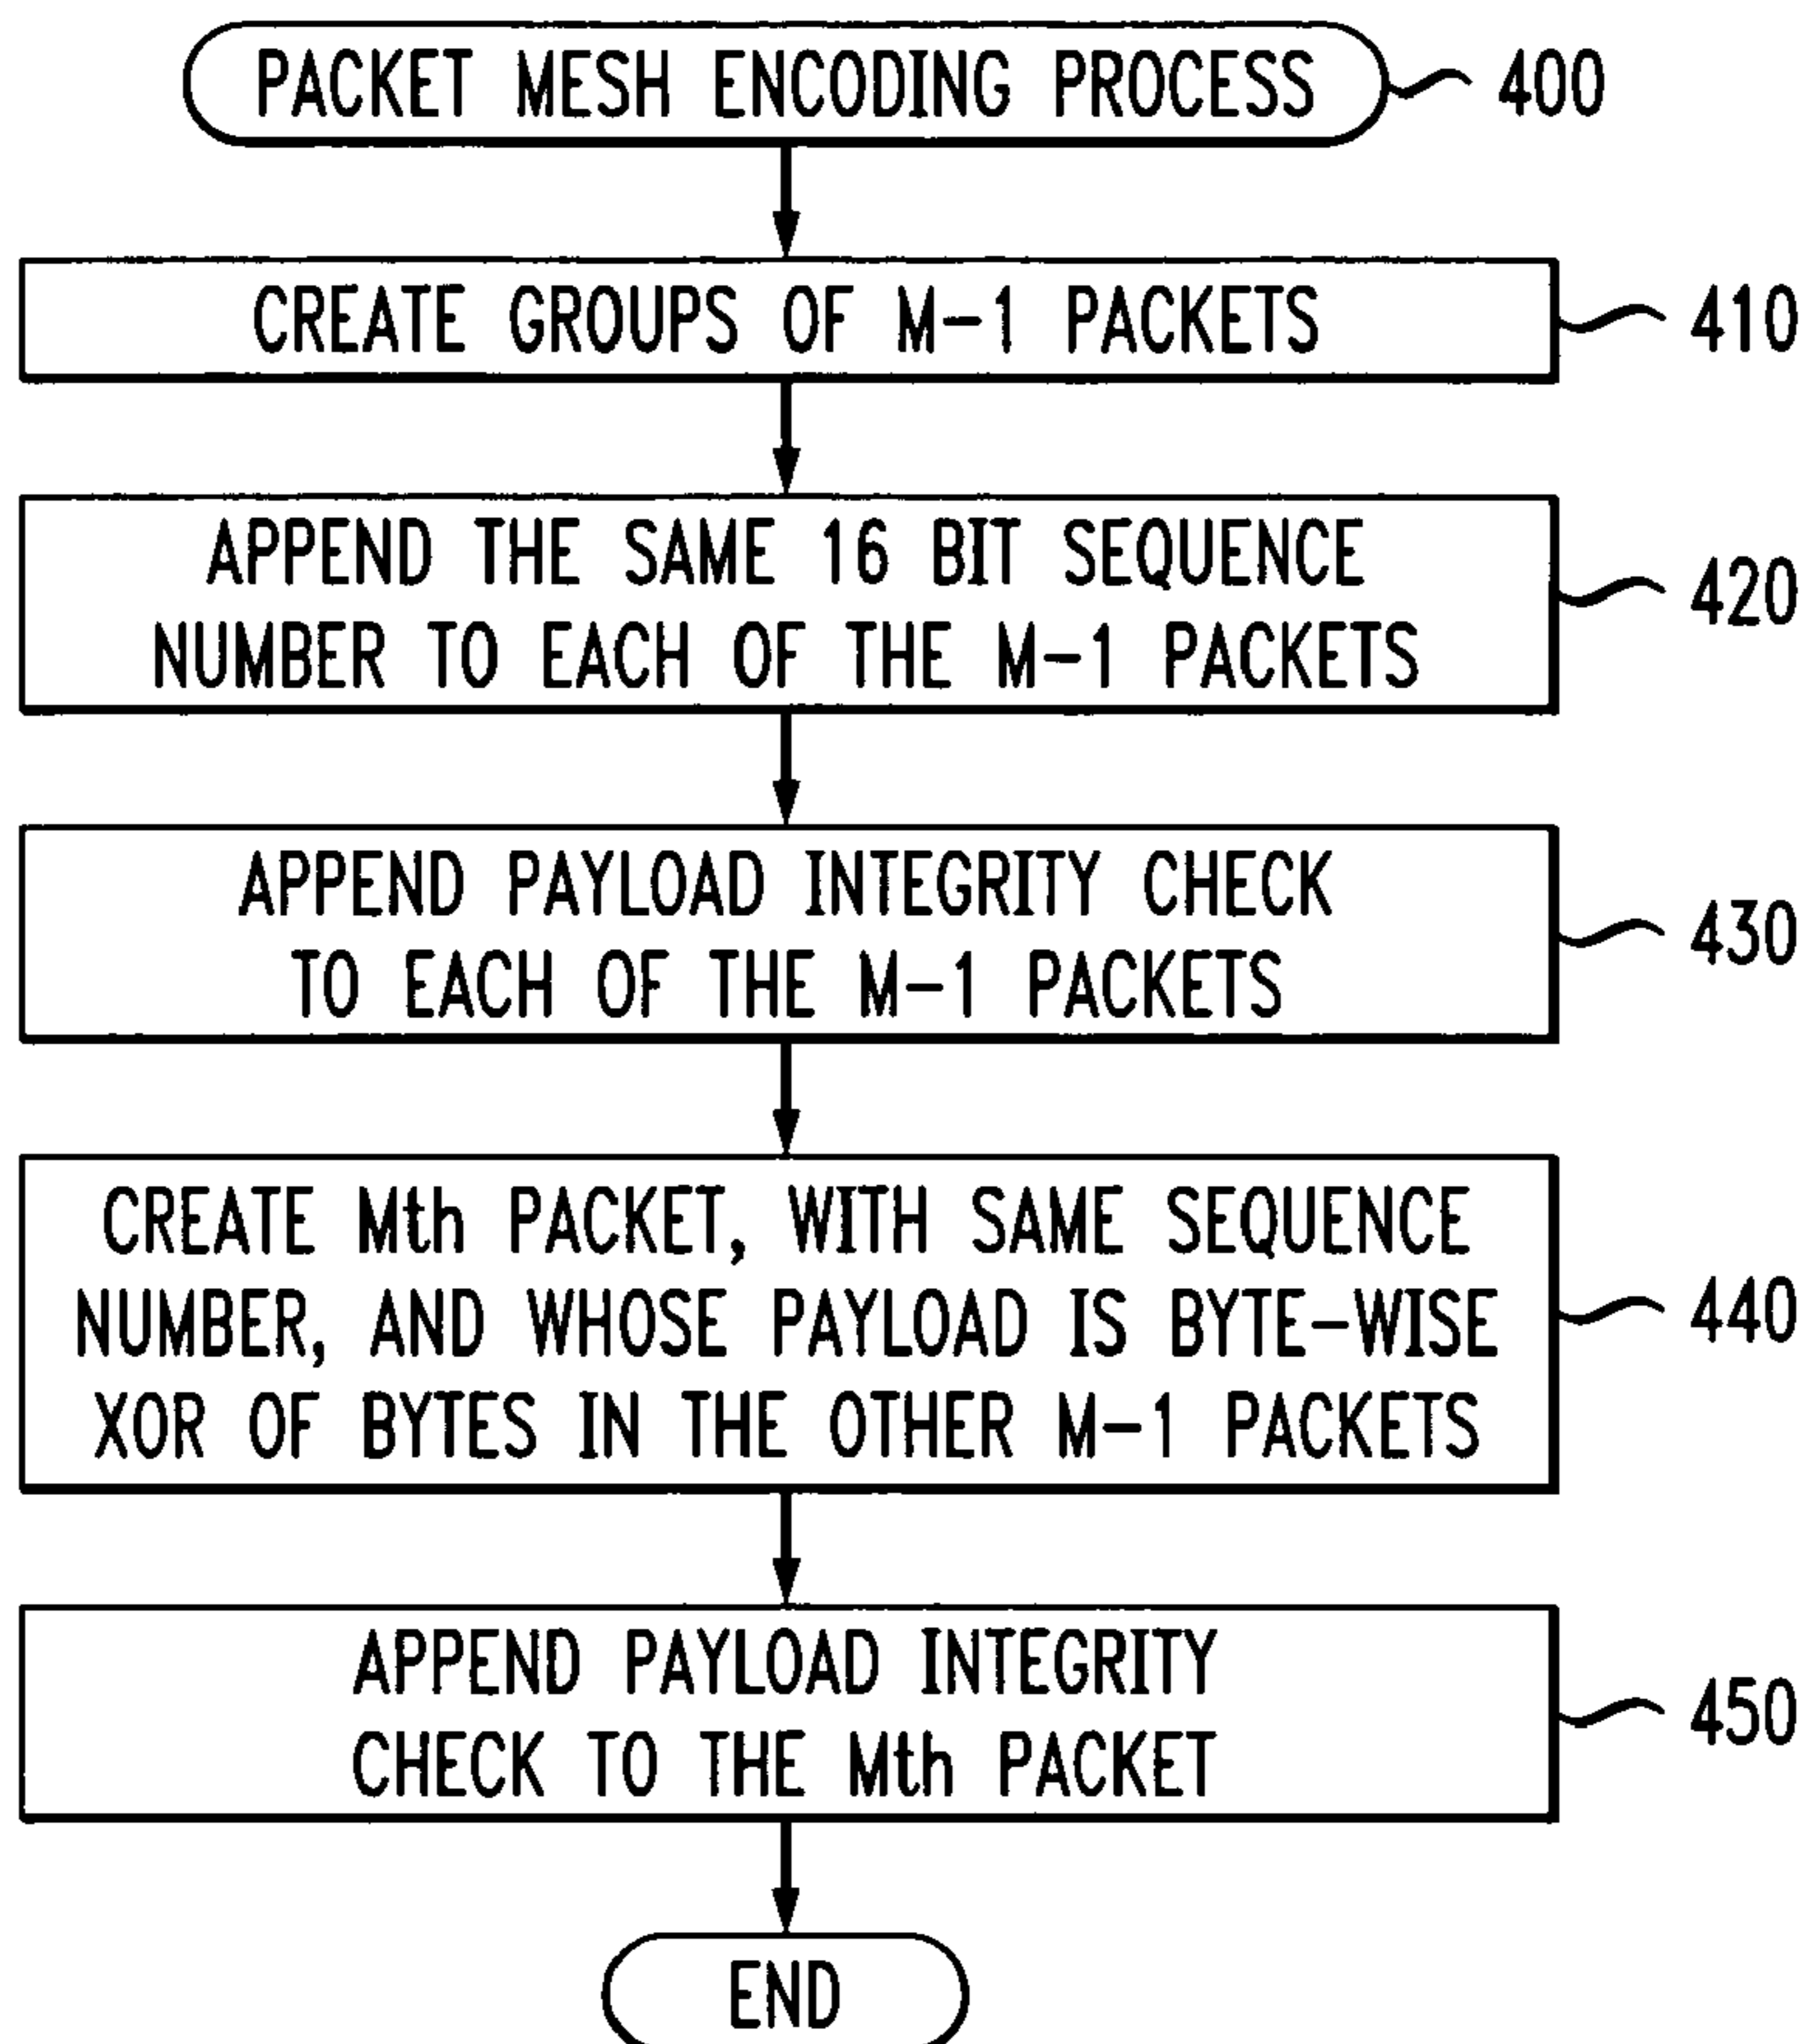 PACKET MESH ENCODING PROCESS
400
CREATE GROUPS OF M-1 PACKETS
410
APPEND THE SAME 16 BIT SEQUENCE
NUMBER TO EACH OF THE M-1 PACKETS
420
APPEND PAYLOAD INTEGRITY CHECK
TO EACH OF THE M-1 PACKETS
430
CREATE Mth PACKET, WITH SAME SEQUENCE
NUMBER, AND WHOSE PAYLOAD IS BYTE-WISE
XOR OF BYTES IN THE OTHER M-1 PACKETS
440
APPEND PAYLOAD INTEGRITY
CHECK TO THE Mth PACKET
450
END